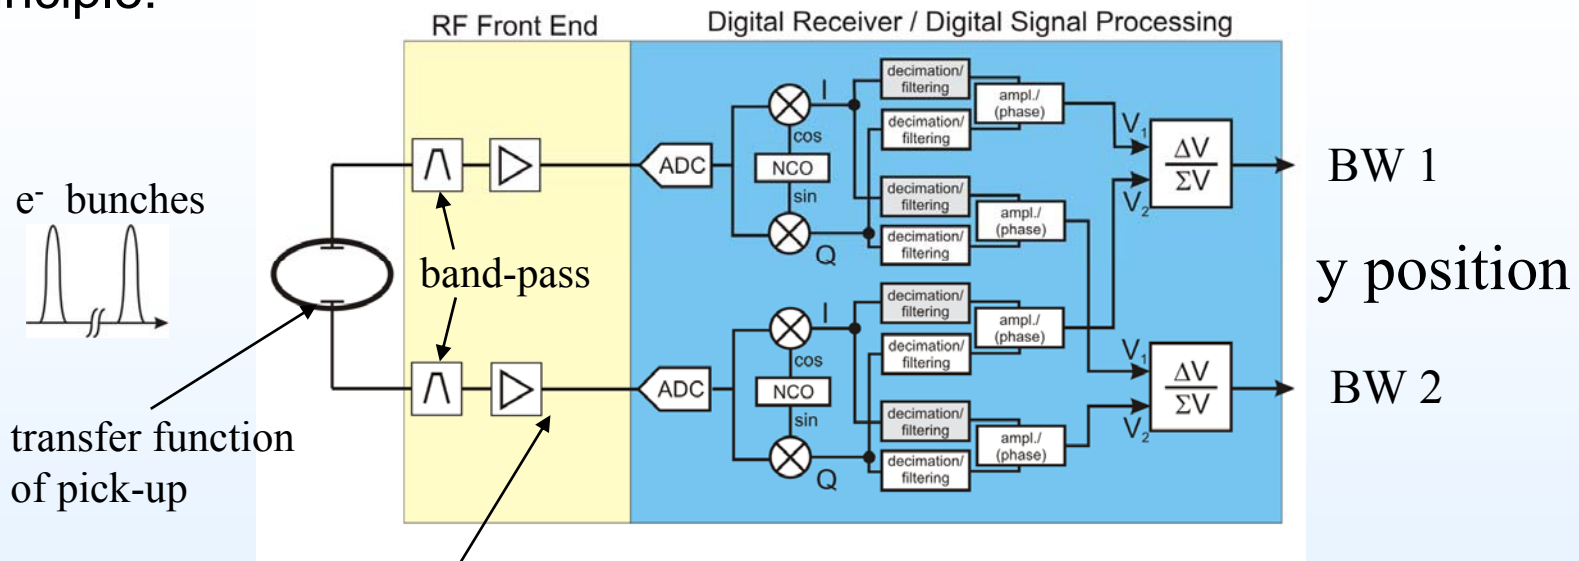 nciple:
RF Front End
Digital Receiver / Digital Signal Processing
e- bunches
transfer function
of pick-up
band-pass
ADC
I
cos
NCO
sin
Q
decimation/
filtering
decimation/
filtering
ampl./
(phase)
decimation/
filtering
decimation/
filtering
ampl./
(phase)
V1
V2
ΔV
ΣV
BW 1
y position
ADC
I
cos
NCO
sin
Q
decimation/
filtering
decimation/
filtering
ampl./
(phase)
decimation/
filtering
decimation/
filtering
ampl./
(phase)
V1
V2
ΔV
ΣV
BW 2